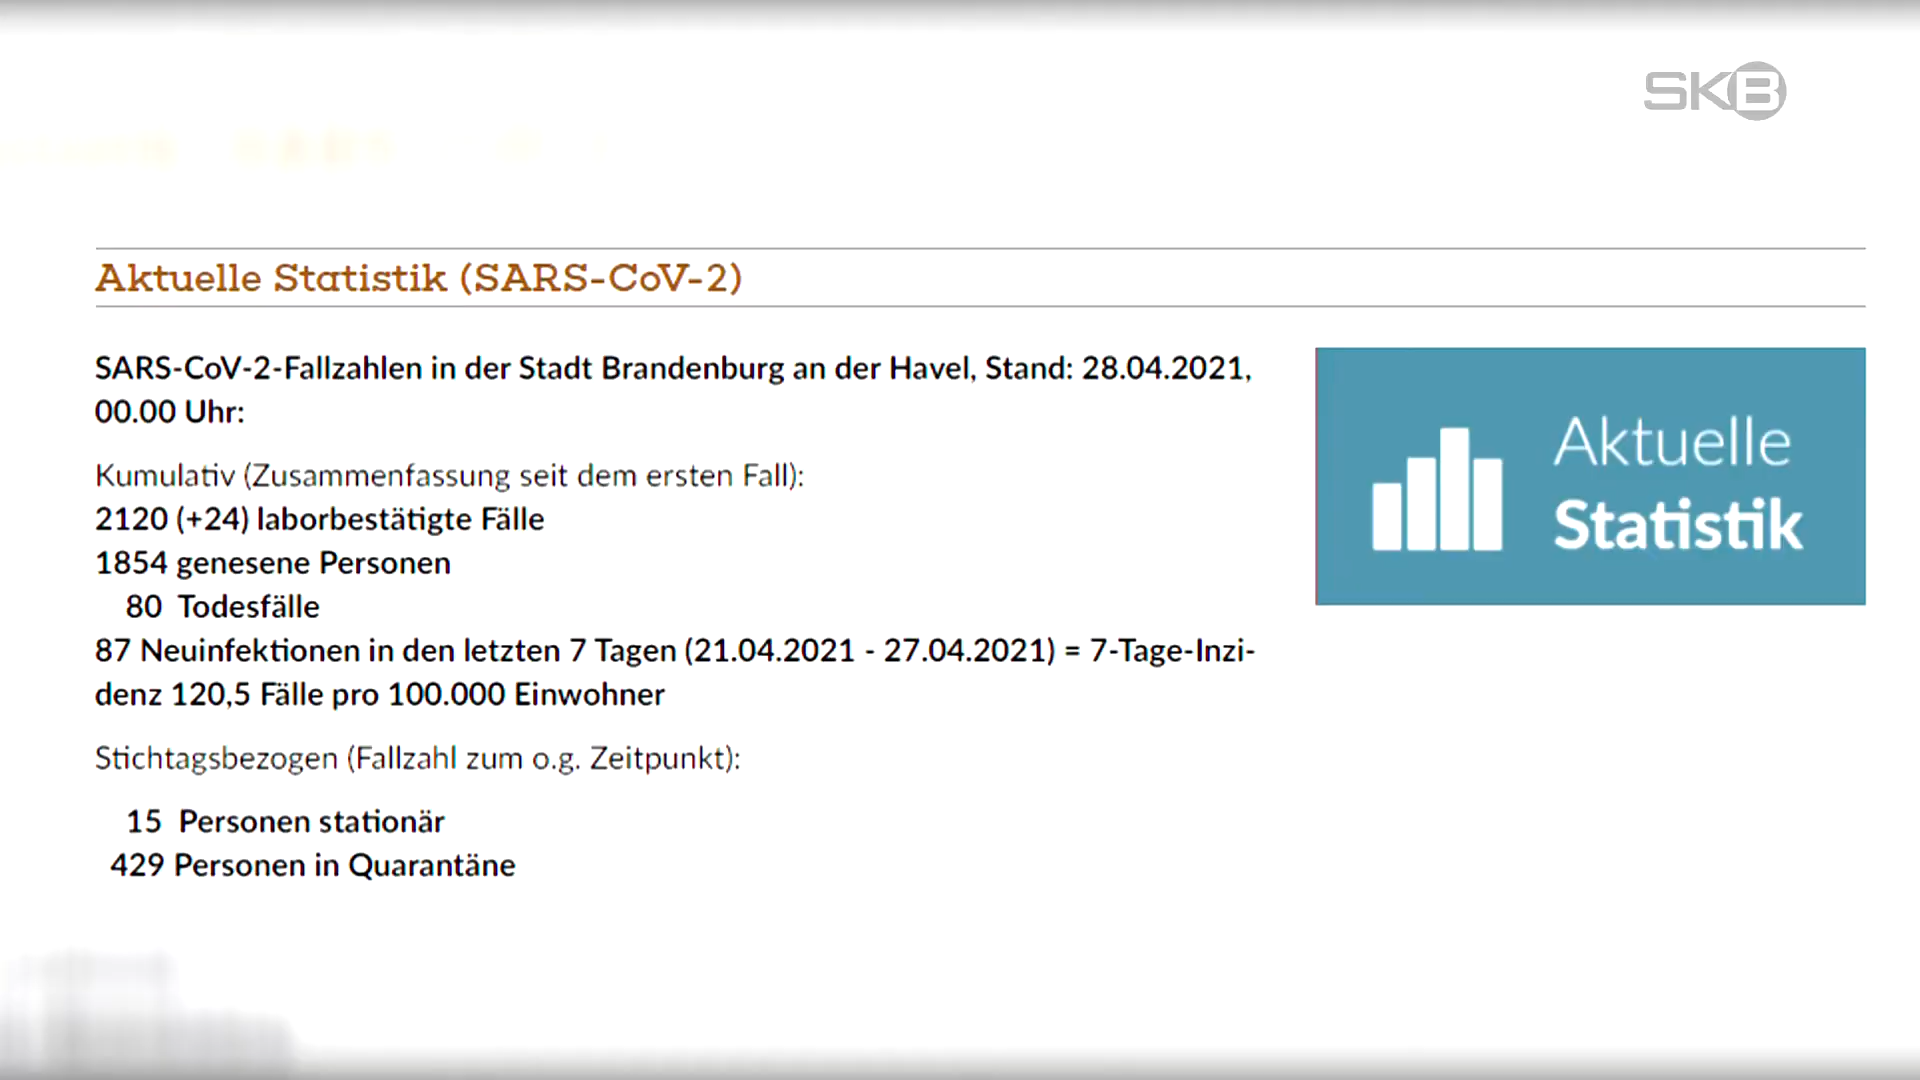 SKB
Aktuelle Statistik (SARS-CoV-2)
SARS-CoV-2-Fallzahlen in der Stadt Brandenburg an der Havel, Stand: 28.04.2021,
00.00 Uhr:
Kumulativ (Zusammenfassung seit dem ersten Fall):
2120 (+24) laborbestätigte Fälle
1854 genesene Personen
80 Todesfälle
87 Neuinfektionen in den letzten 7 Tagen (21.04.2021 - 27.04.2021) = 7-Tage-Inzi-
denz 120,5 Fälle pro 100.000 Einwohner
Stichtagsbezogen (Fallzahl zum o.g. Zeitpunkt):
15 Personen stationär
429 Personen in Quarantäne
Aktuelle
Statistik